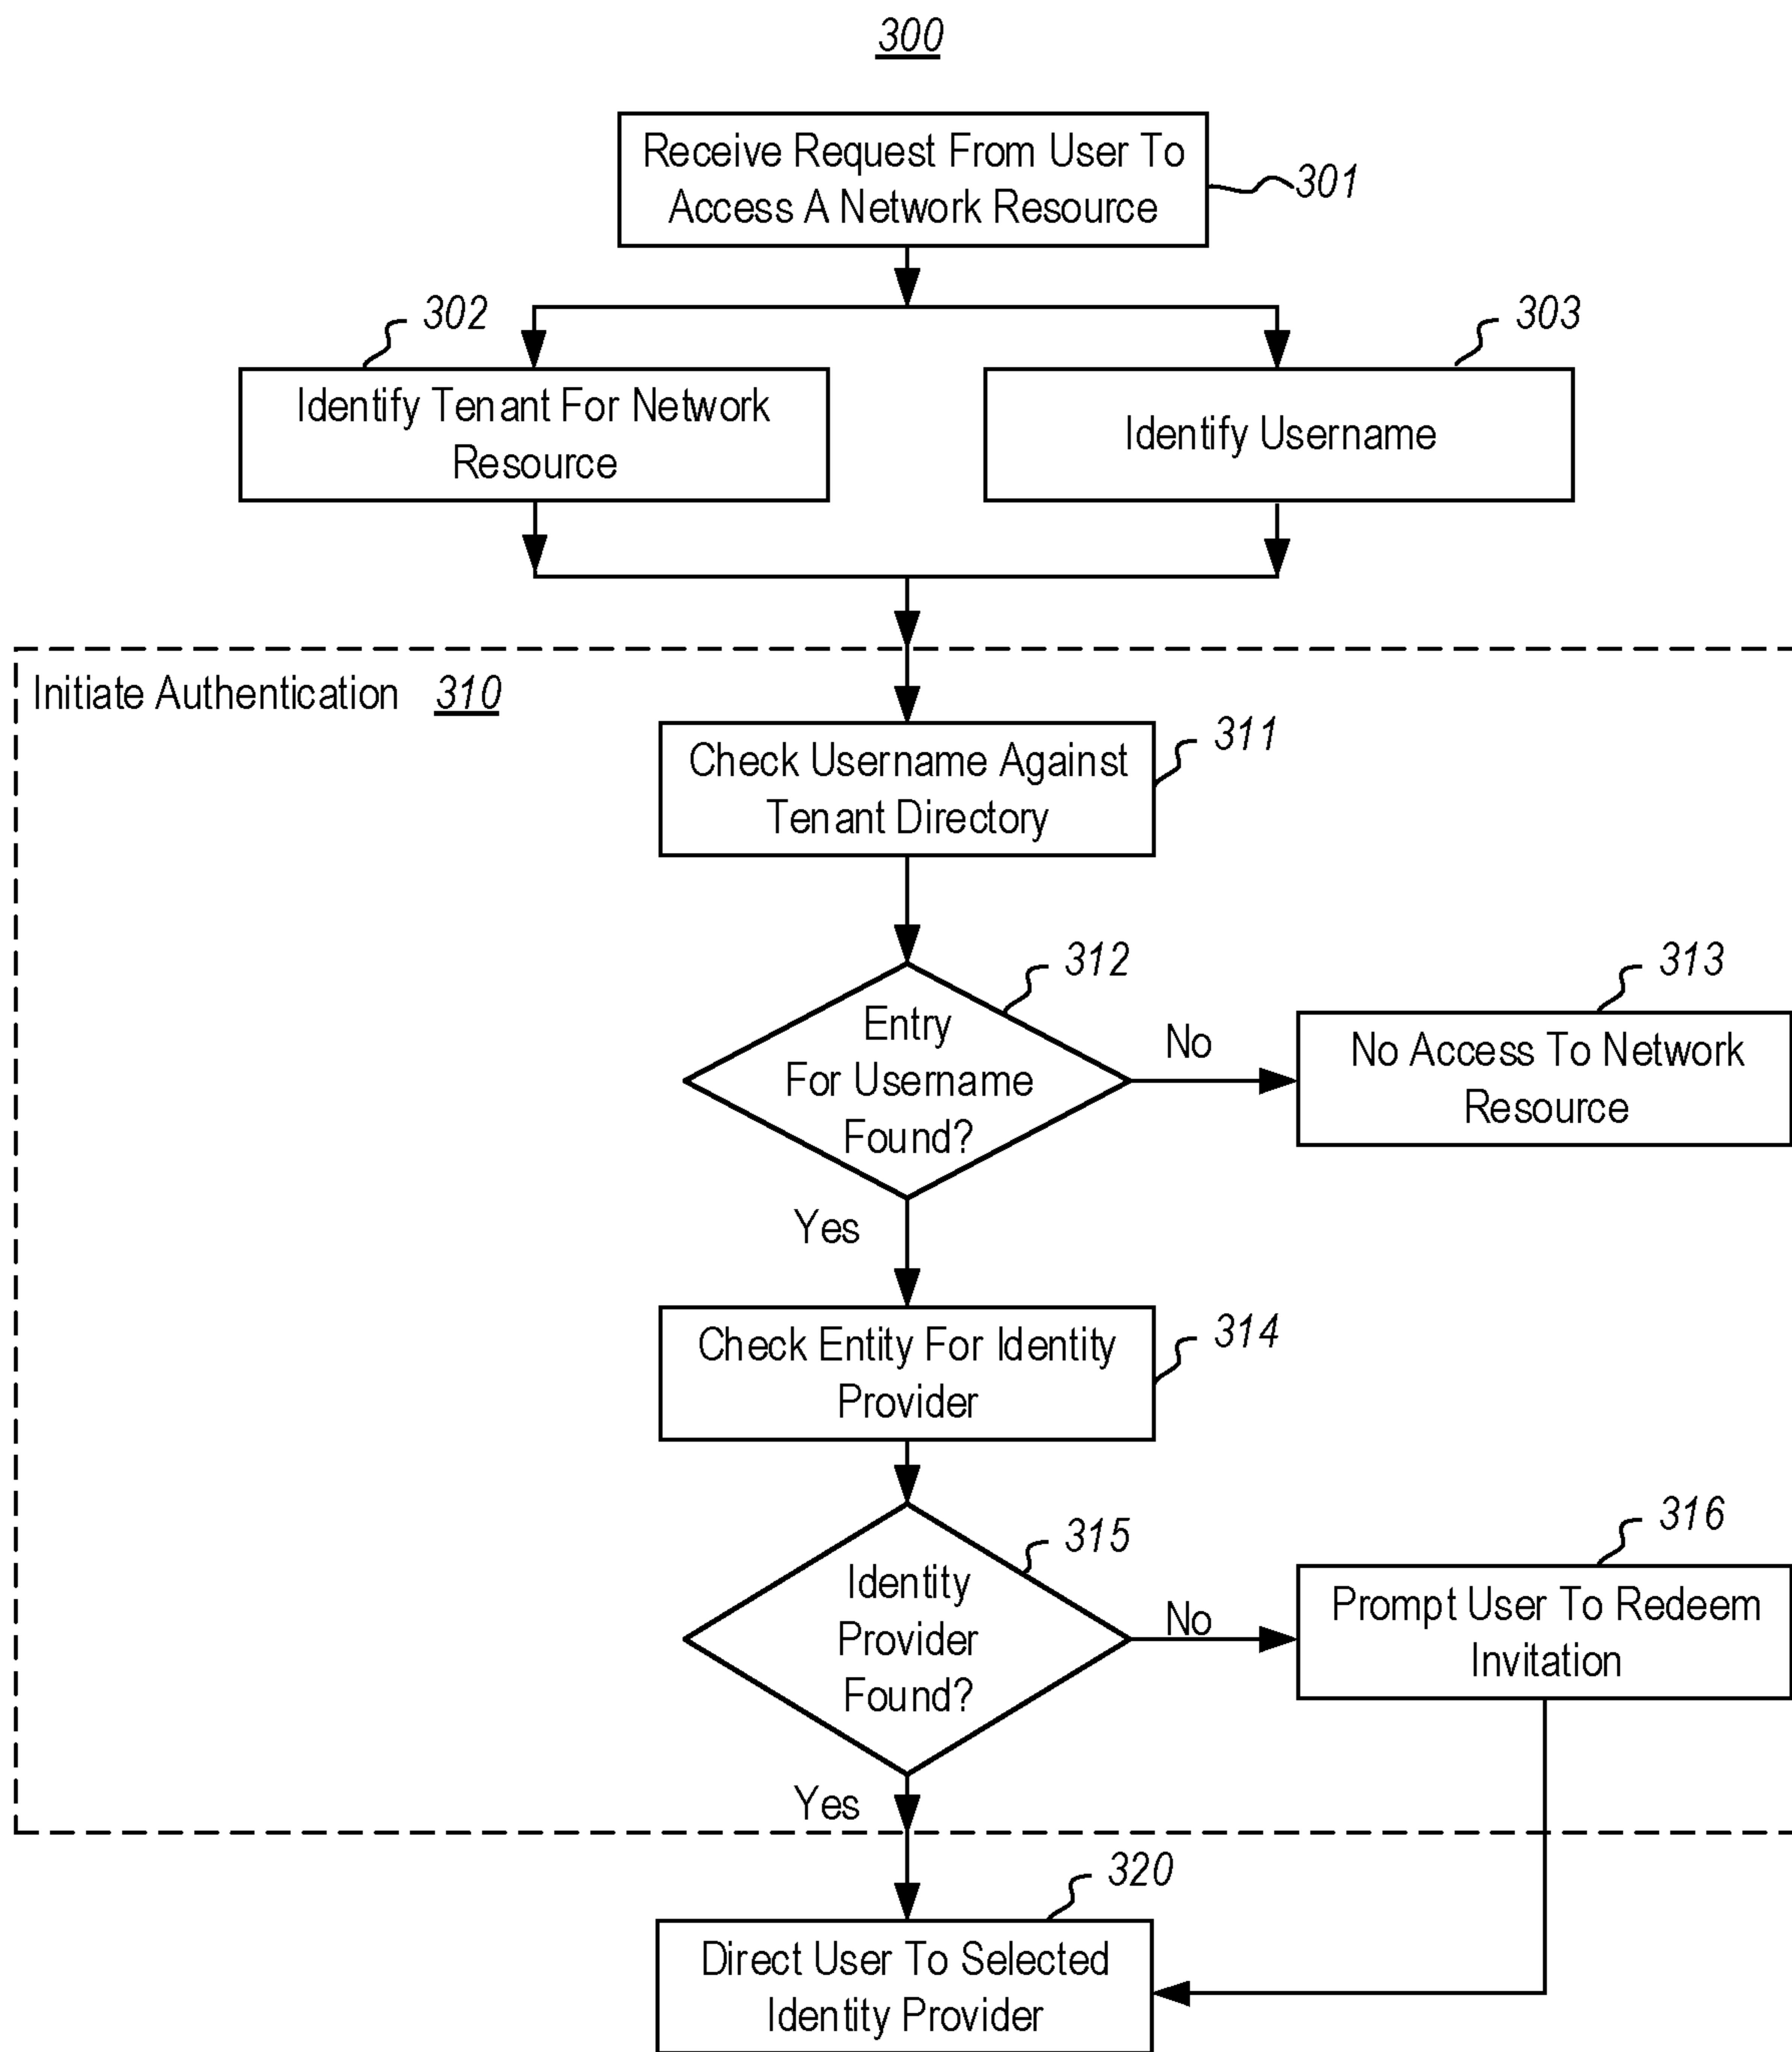 300
Receive Request From User To
Access A Network Resource
301
302
303
Identify Tenant For Network
Resource
Identify Username
Initiate Authentication 310
311
Check Username Against
Tenant Directory
312
313
Entry
For Username
Found?
No
No Access To Network
Resource
Yes
314
Check Entity For Identity
Provider
315
316
Identity
Provider
Found?
No
Prompt User To Redeem
Invitation
Yes
320
Direct User To Selected
Identity Provider